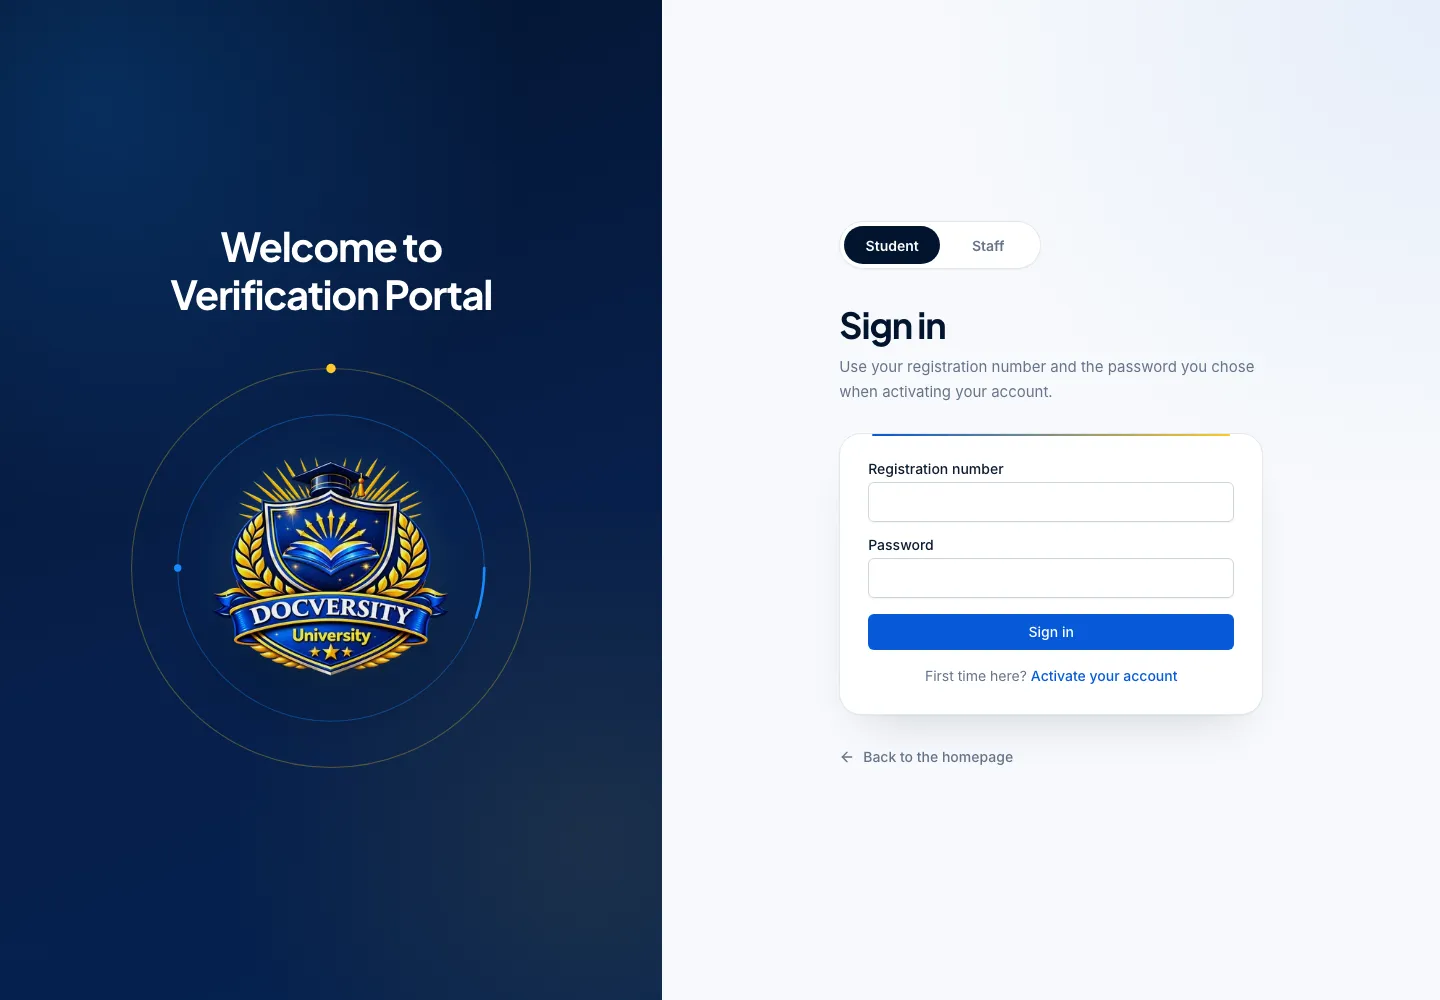 Welcome to
Verification Portal
DOCVERSITY
University
Student
Staff
Sign in
Use your registration number and the password you chose
when activating your account.
Registration number
Password
Sign in
First time here? Activate your account
Back to the homepage